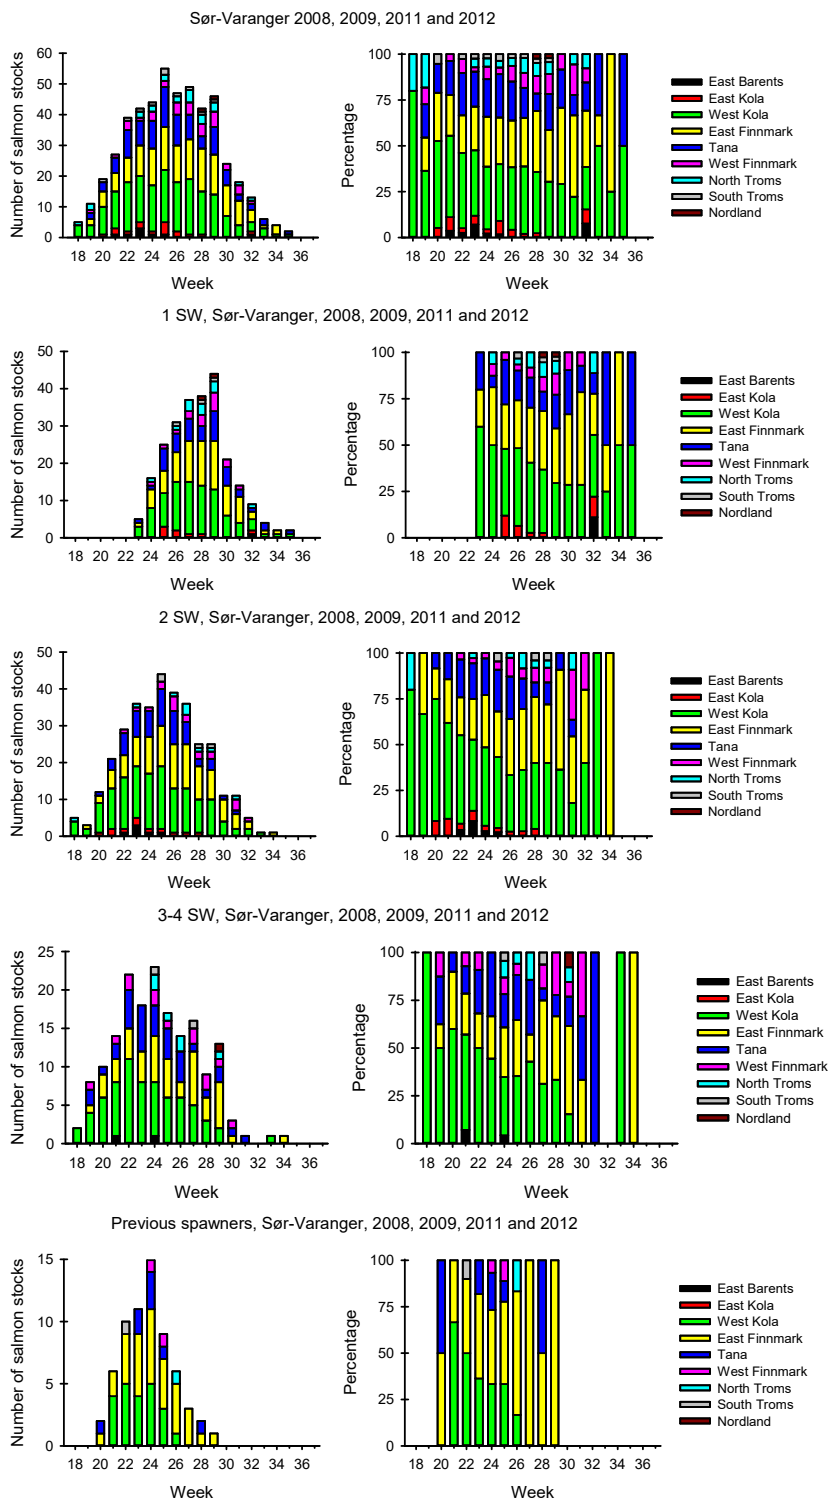 Sør-Varanger 2008, 2009, 2011 and 2012
Number of salmon stocks
60
50
40
30
20
10
0
18 20 22 24 26 28 30 32 34 36
Week
Percentage
100
75
50
25
0
18 20 22 24 26 28 30 32 34 36
Week
East Barents
East Kola
West Kola
East Finnmark
Tana
West Finnmark
North Troms
South Troms
Nordland
1 SW, Sør-Varanger, 2008, 2009, 2011 and 2012
Number of salmon stocks
50
40
30
20
10
0
18 20 22 24 26 28 30 32 34 36
Week
Percentage
100
75
50
25
0
18 20 22 24 26 28 30 32 34 36
Week
East Barents
East Kola
West Kola
East Finnmark
Tana
West Finnmark
North Troms
South Troms
Nordland
2 SW, Sør-Varanger, 2008, 2009, 2011 and 2012
Number of salmon stocks
50
40
30
20
10
0
18 20 22 24 26 28 30 32 34 36
Week
Percentage
100
75
50
25
0
18 20 22 24 26 28 30 32 34 36
Week
East Barents
East Kola
West Kola
East Finnmark
Tana
West Finnmark
North Troms
South Troms
Nordland
3-4 SW, Sør-Varanger, 2008, 2009, 2011 and 2012
Number of salmon stocks
25
20
15
10
5
0
18 20 22 24 26 28 30 32 34 36
Week
Percentage
100
75
50
25
0
18 20 22 24 26 28 30 32 34 36
Week
East Barents
East Kola
West Kola
East Finnmark
Tana
West Finnmark
North Troms
South Troms
Nordland
Previous spawners, Sør-Varanger, 2008, 2009, 2011 and 2012
Number of salmon stocks
15
10
5
0
20 22 24 26 28 30 32 34 36
Week
Percentage
100
75
50
25
0
20 22 24 26 28 30 32 34 36
Week
East Barents
East Kola
West Kola
East Finnmark
Tana
West Finnmark
North Troms
South Troms
Nordland